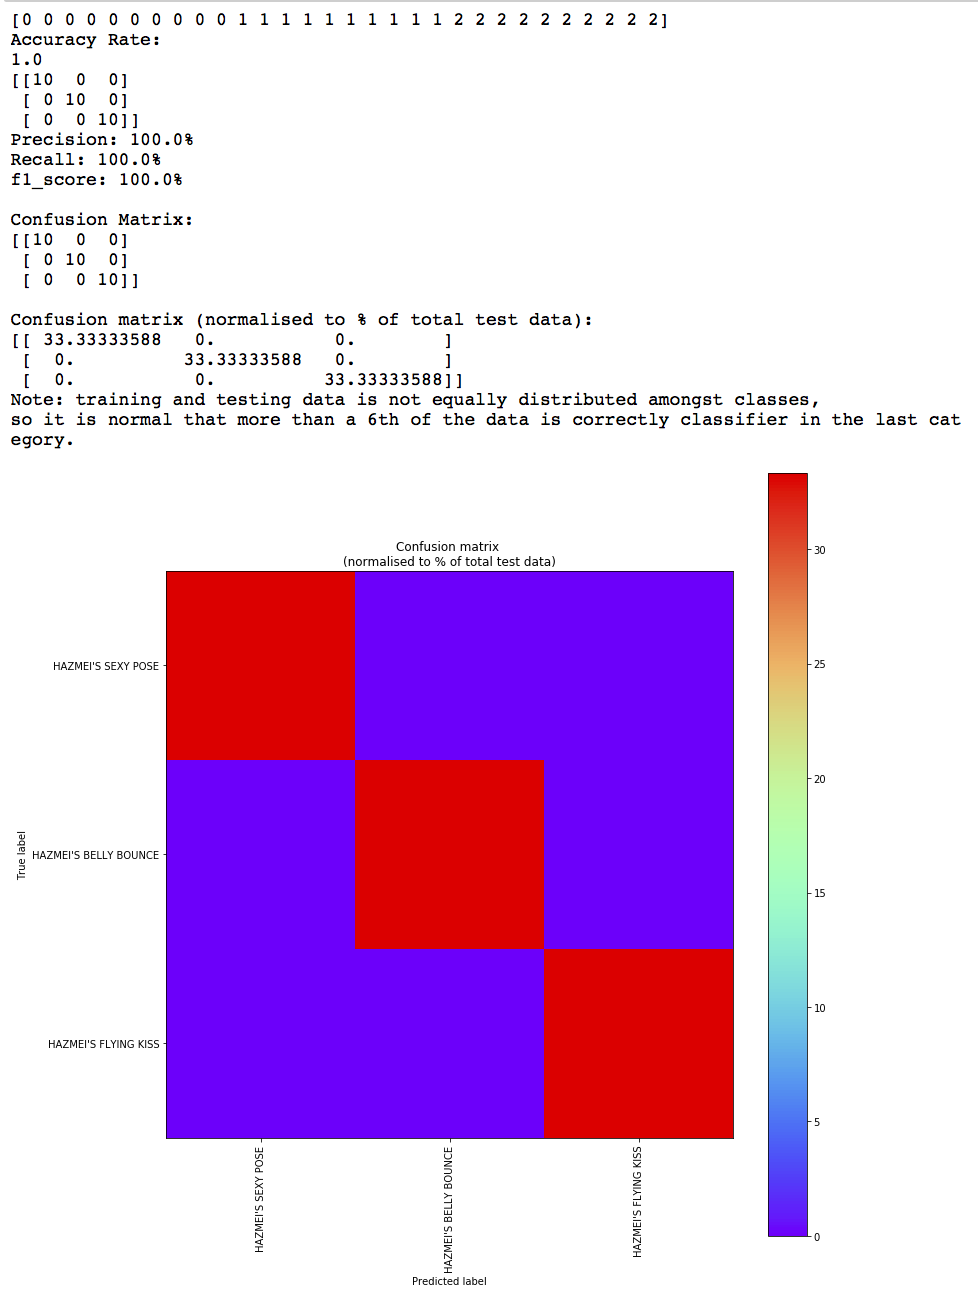 [0 0 0 0 0 0 0 0 0 0 1 1 1 1 1 1 1 1 1 1 2 2 2 2 2 2 2 2 2 2]
Accuracy Rate:
1.0
[[10  0  0]
 [ 0 10  0]
 [ 0  0 10]]
Precision: 100.0%
Recall: 100.0%
f1_score: 100.0%

Confusion Matrix:
[[10  0  0]
 [ 0 10  0]
 [ 0  0 10]]

Confusion matrix (normalised to % of total test data):
[[ 33.33333588   0.           0.        ]
 [  0.          33.33333588   0.        ]
 [  0.           0.          33.33333588]]
Note: training and testing data is not equally distributed amongst classes,
so it is normal that more than a 6th of the data is correctly classifier in the last cat
egory.
Confusion matrix
(normalised to % of total test data)
HAZMEI'S SEXY POSE
HAZMEI'S BELLY BOUNCE
HAZMEI'S FLYING KISS
True label
HAZMEI'S SEXY POSE
HAZMEI'S BELLY BOUNCE
HAZMEI'S FLYING KISS
Predicted label
30
25
20
15
10
5
0